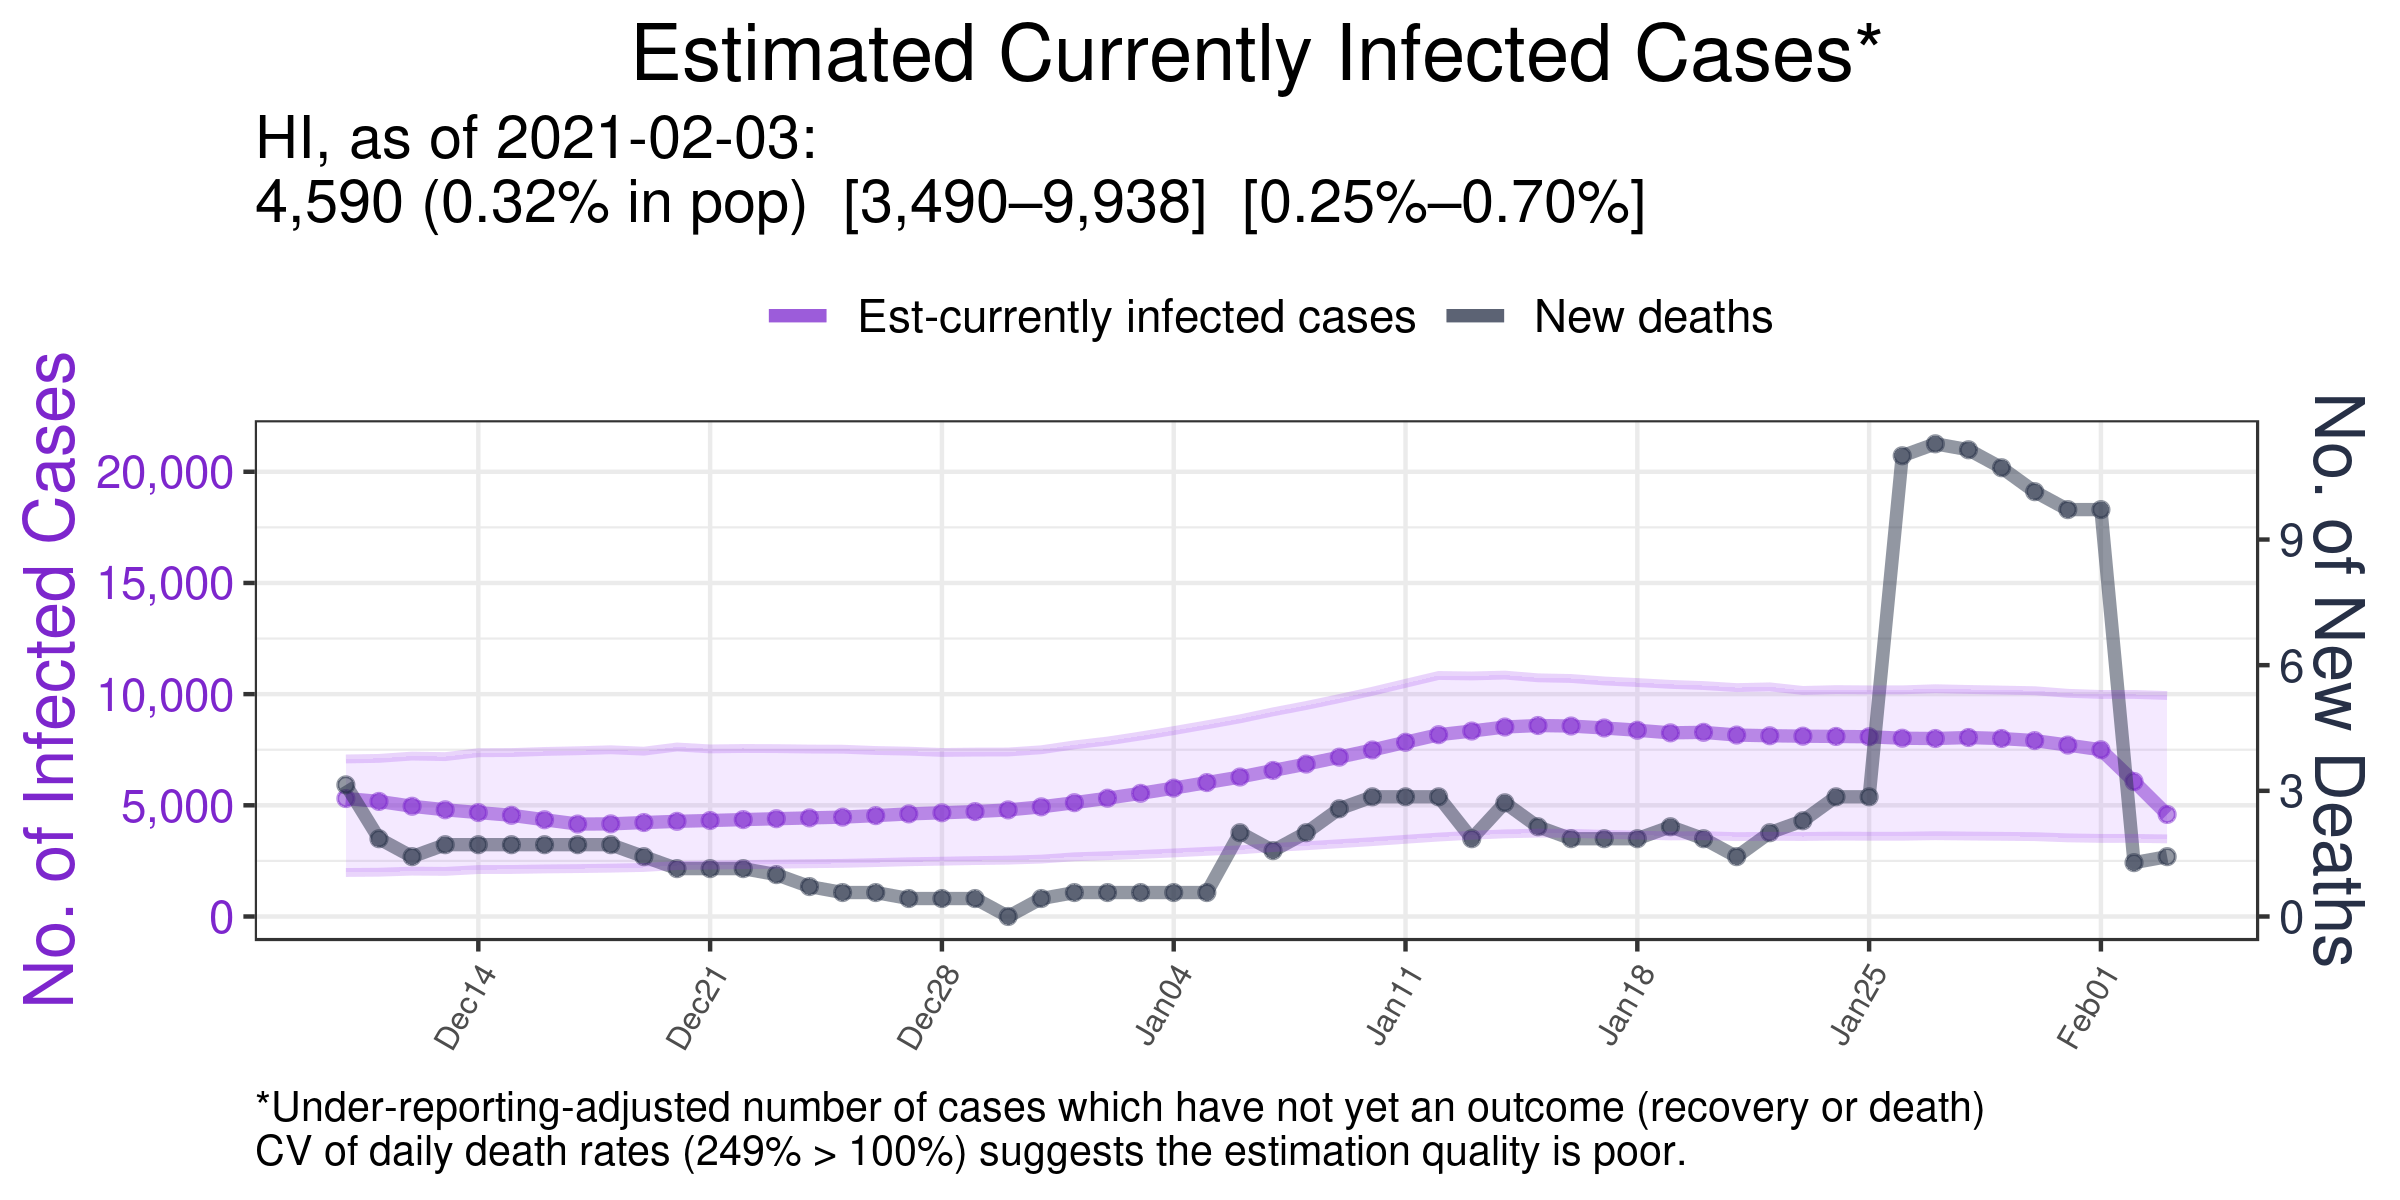 Estimated Currently Infected Cases*
HI, as of 2021-02-03:
4,590 (0.32% in pop)  [3,490–9,938]  [0.25%–0.70%]
Est-currently infected cases
New deaths
No. of Infected Cases
20,000
15,000
10,000
5,000
0
9
6
3
0
No. of New Deaths
Dec14
Dec21
Dec28
Jan04
Jan11
Jan18
Jan25
Feb01
*Under-reporting-adjusted number of cases which have not yet an outcome (recovery or death)
CV of daily death rates (249% > 100%) suggests the estimation quality is poor.